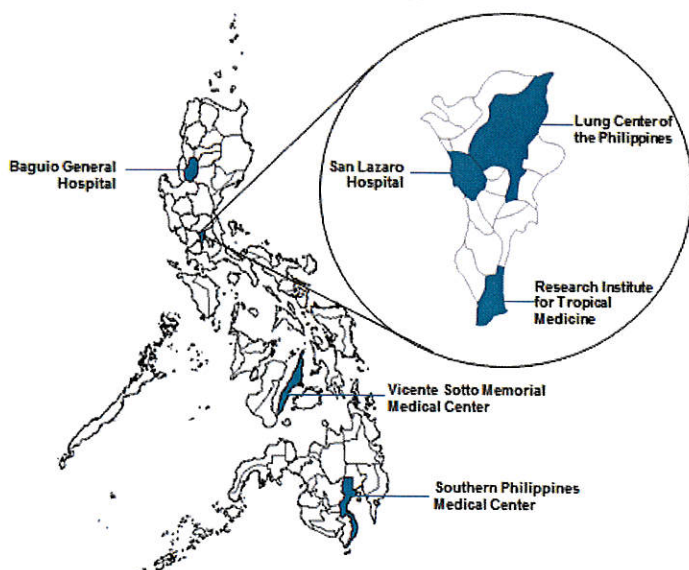 Baguio General
Hospital
San Lazaro
Hospital
Lung Center of
the Philippines
Research Institute
for Tropical
Medicine
Vicente Sotto Memorial
Medical Center
Southern Philippines
Medical Center